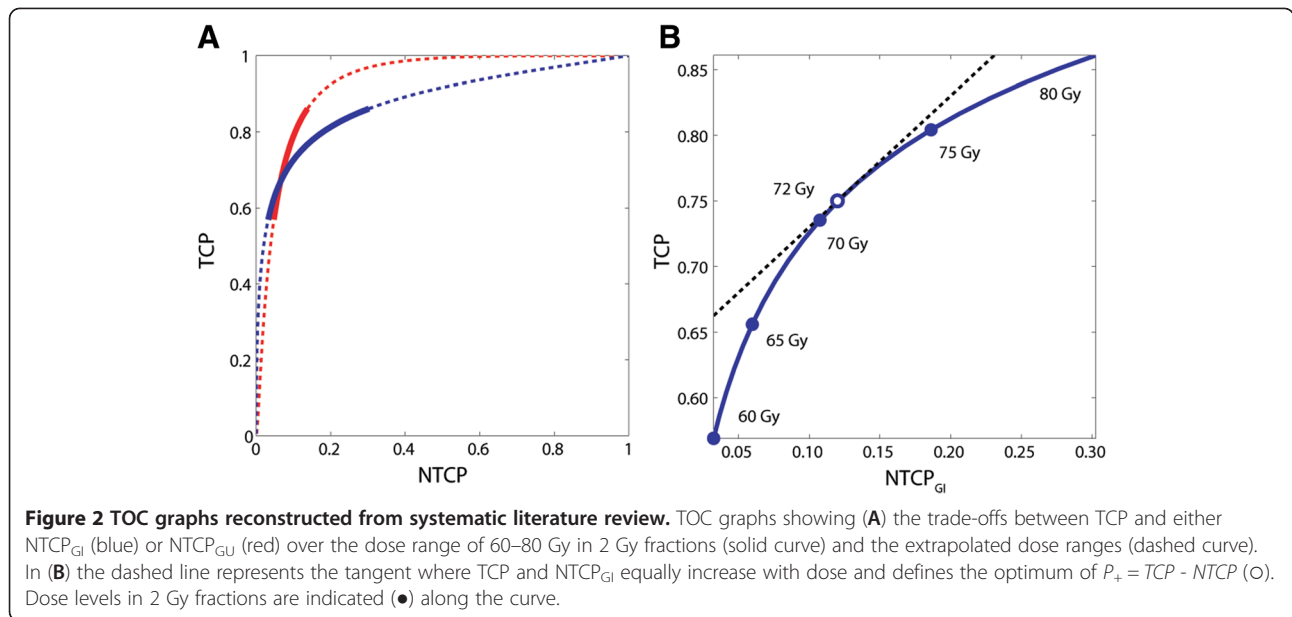 A
B
1
0.8
0.6
0.4
0.2
0
TCP
0
0.2
0.4
0.6
0.8
1
NTCP
0.85
0.80
0.75
0.70
0.65
0.60
TCP
80 Gy
75 Gy
72 Gy
70 Gy
65 Gy
60 Gy
0.05
0.10
0.15
0.20
0.25
0.30
NTCP_GI
Figure 2 TOC graphs reconstructed from systematic literature review. TOC graphs showing (A) the trade-offs between TCP and either
NTCP_GI (blue) or NTCP_GU (red) over the dose range of 60–80 Gy in 2 Gy fractions (solid curve) and the extrapolated dose ranges (dashed curve).
In (B) the dashed line represents the tangent where TCP and NTCP_GI equally increase with dose and defines the optimum of P₊ = TCP - NTCP (○).
Dose levels in 2 Gy fractions are indicated (●) along the curve.